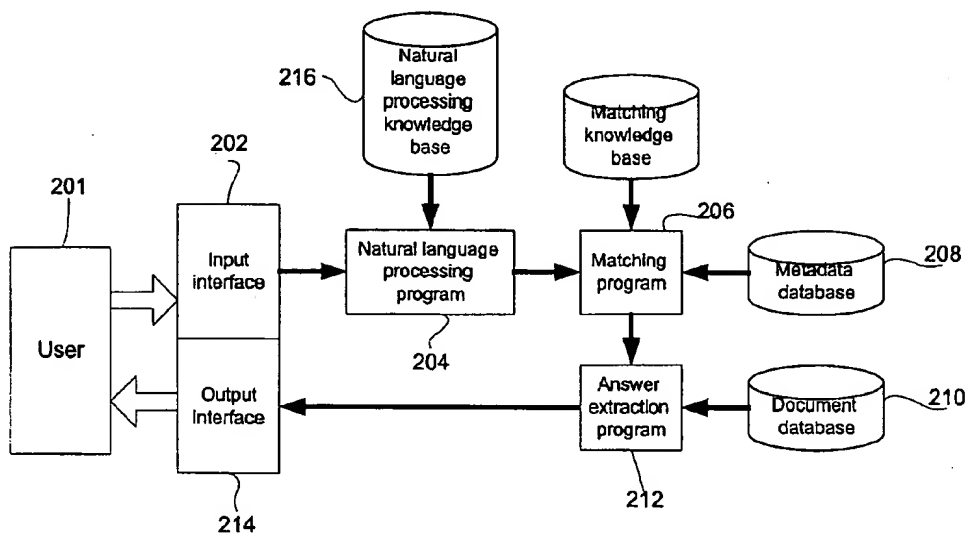 216
Natural
language
processing
knowledge
base
Matching
knowledge
base
201
202
206
User
Input
interface
Natural language
processing
program
Matching
program
Metadada
database
208
204
Output
Interface
Answer
extraction
program
Document
database
210
214
212